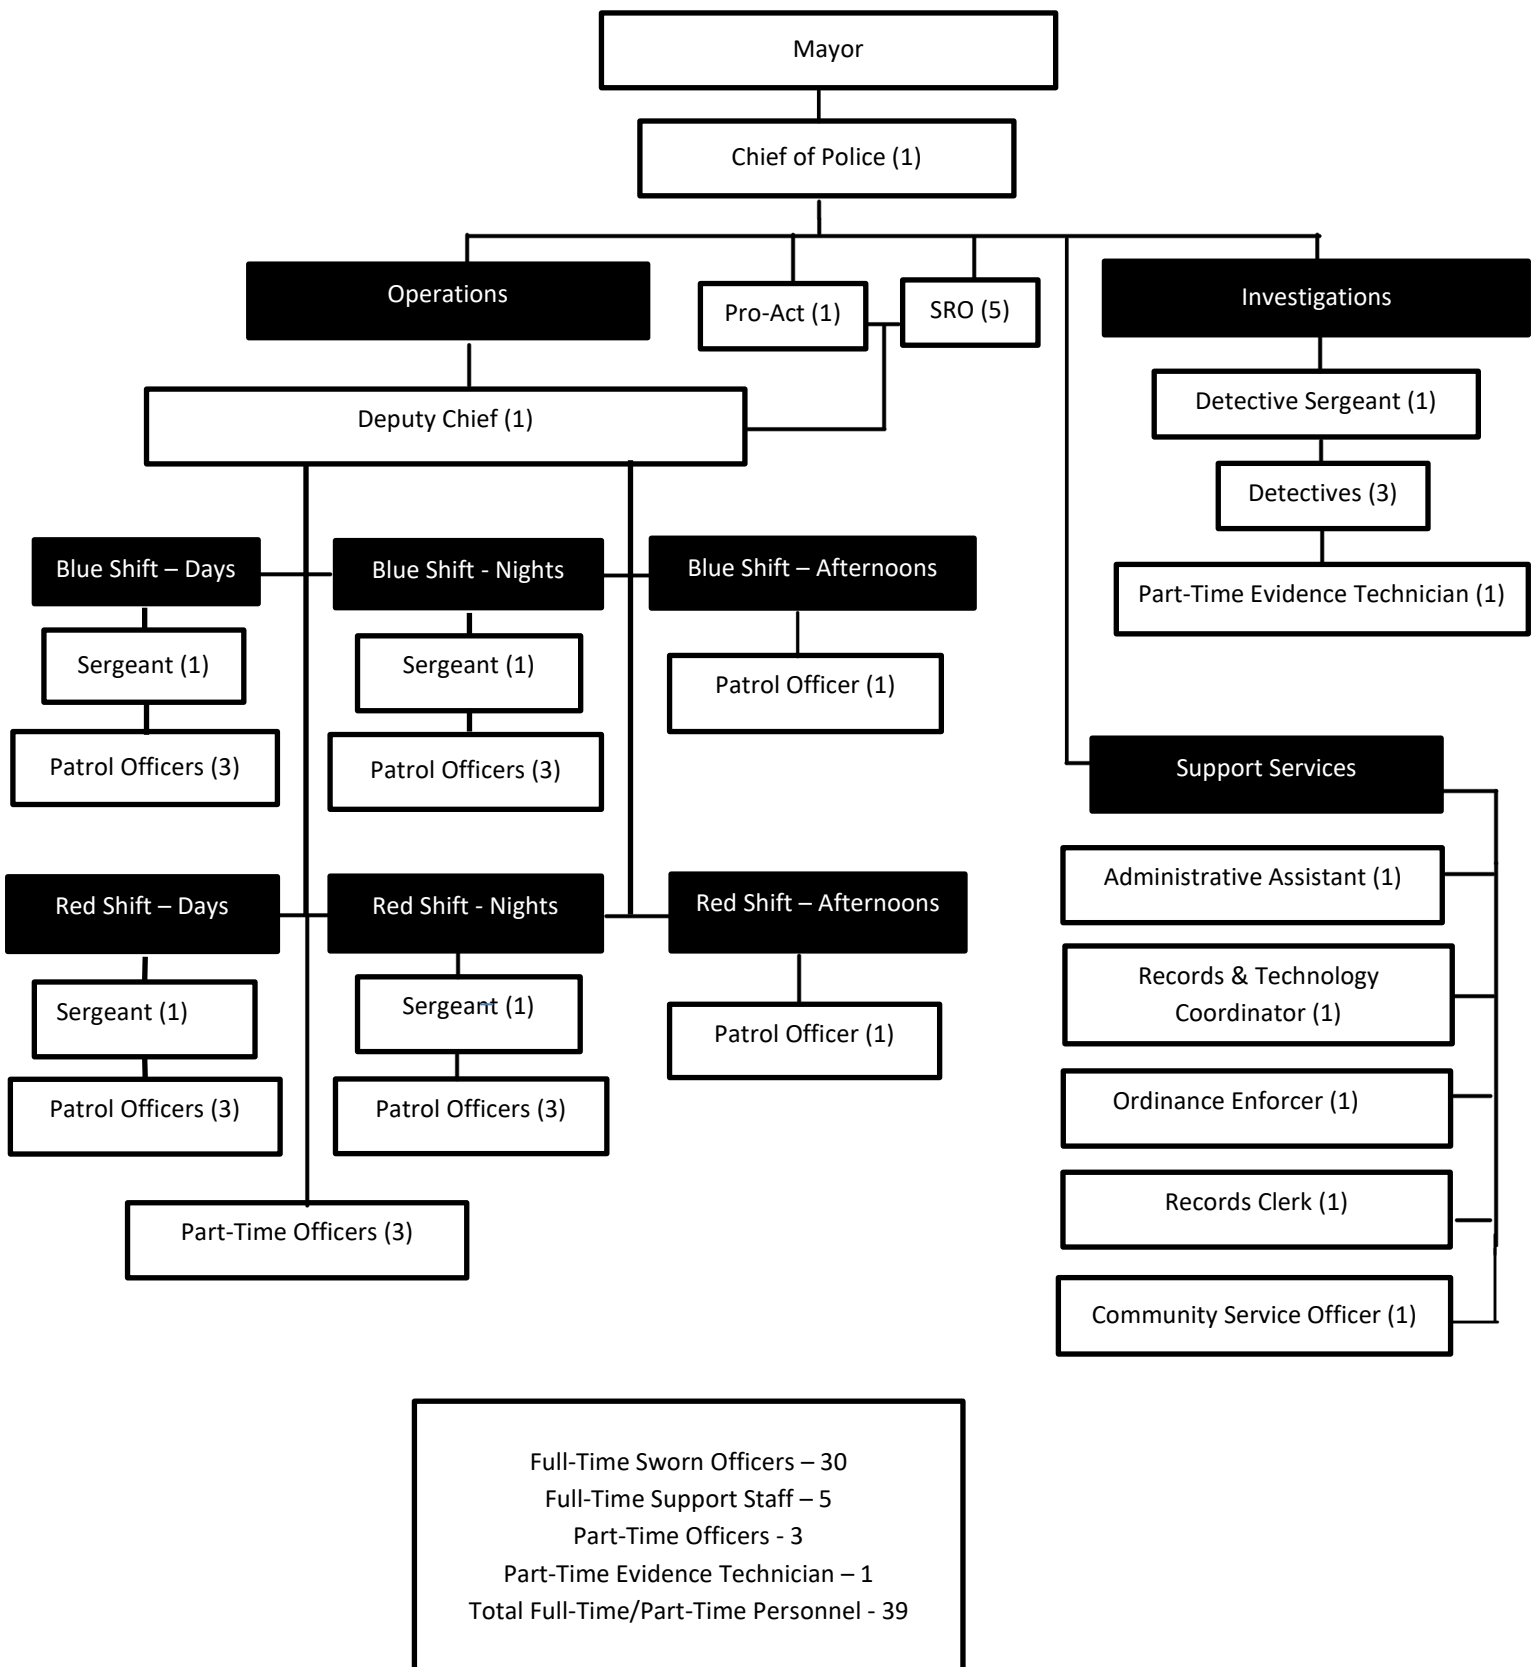 Mayor
Chief of Police (1)
Operations
Pro-Act (1)
SRO (5)
Investigations
Deputy Chief (1)
Detective Sergeant (1)
Detectives (3)
Part-Time Evidence Technician (1)
Blue Shift – Days
Blue Shift - Nights
Blue Shift – Afternoons
Sergeant (1)
Sergeant (1)
Patrol Officer (1)
Patrol Officers (3)
Patrol Officers (3)
Support Services
Administrative Assistant (1)
Records & Technology
Coordinator (1)
Ordinance Enforcer (1)
Records Clerk (1)
Community Service Officer (1)
Red Shift – Days
Red Shift - Nights
Red Shift – Afternoons
Sergeant (1)
Sergeant (1)
Patrol Officer (1)
Patrol Officers (3)
Patrol Officers (3)
Part-Time Officers (3)
Full-Time Sworn Officers – 30
Full-Time Support Staff – 5
Part-Time Officers - 3
Part-Time Evidence Technician – 1
Total Full-Time/Part-Time Personnel - 39